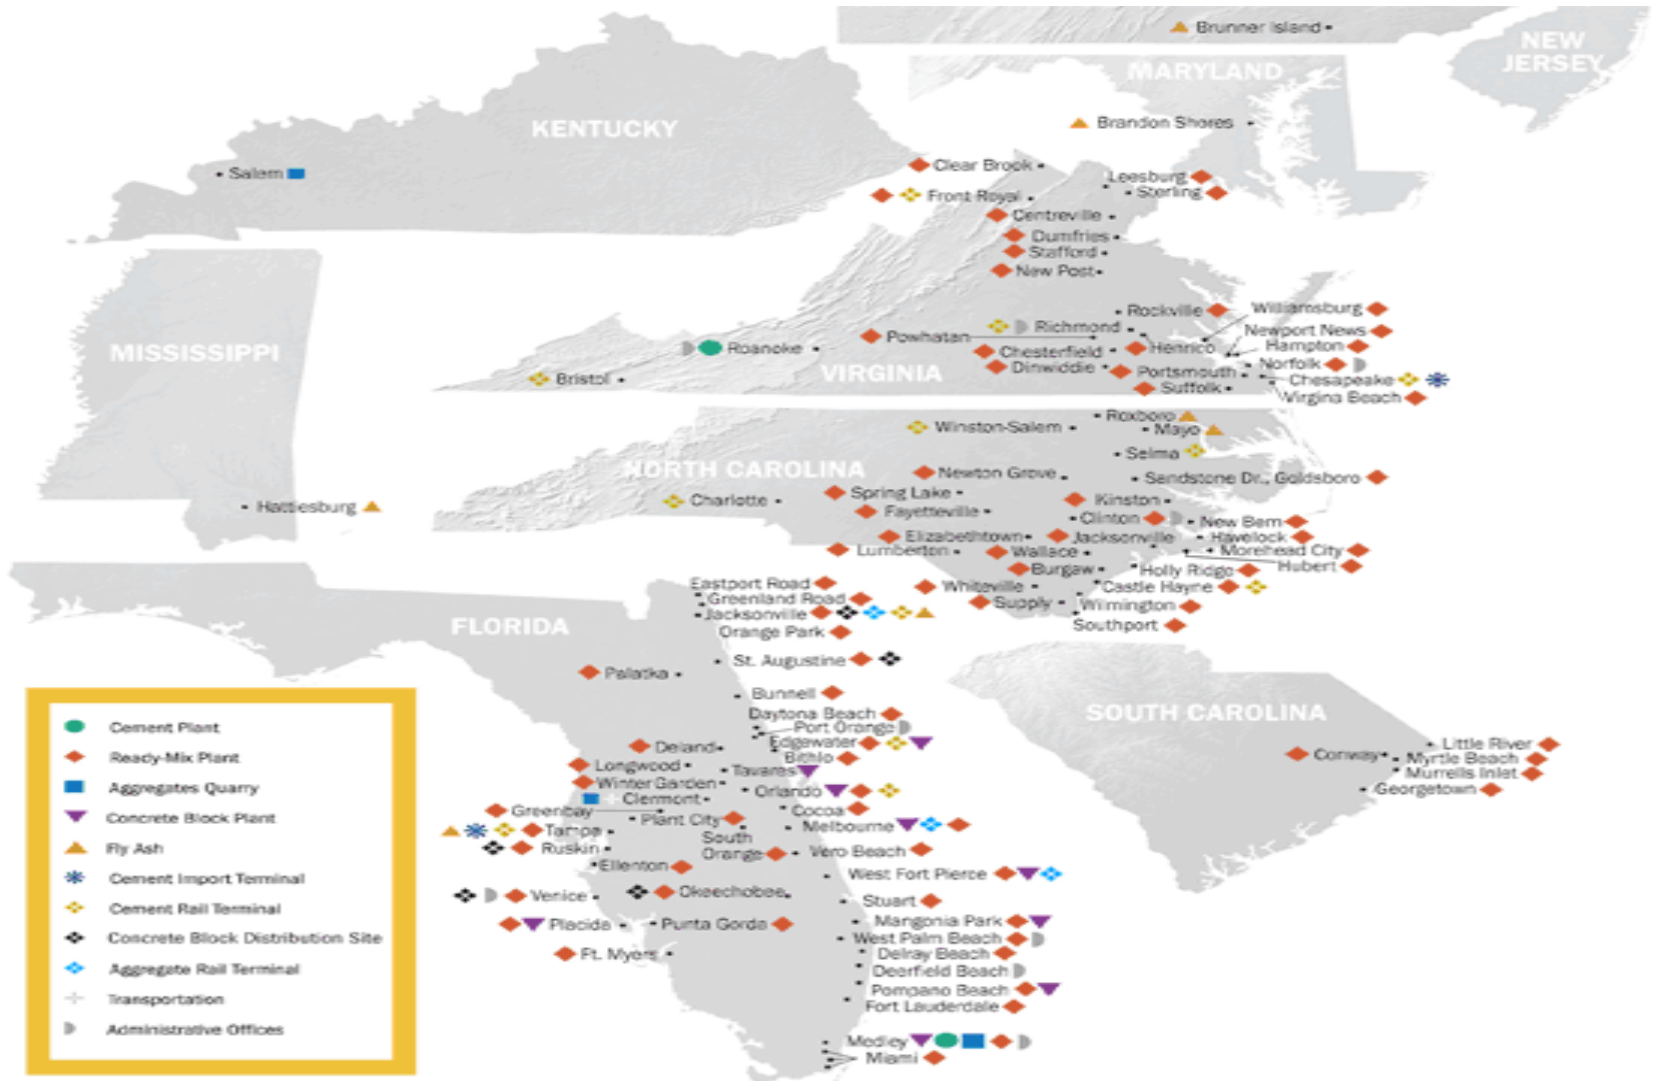 Brunner Island
NEW
JERSEY
MARYLAND
KENTUCKY
Brandon Shores
Salem
Clear Brook
Leesburg
Sterling
Front Royal
Centreville
Dumfries
Stafford
New Post
Rockville
Williamsburg
Richmond
Newport News
Powhatan
Henrico
Hampton
MISSISSIPPI
Roanoke
Chesterfield
Norfolk
Dinwiddie
Portsmouth
VIRGINIA
Bristol
Chesapeake
Suffolk
Virgina Beach
Roxboro
Winston-Salem
Mayo
Selma
NORTH CAROLINA
Newton Grove
Sendstone Dr., Goldsboro
Spring Lake
Charlotte
Kinston
Hattiesburg
Fayetteville
Clinton
New Bern
Elizabethtown
Jacksonville
Havelock
Lumberton
Wallace
Morehead City
Burgaw
Holly Ridge
Hubert
Eastport Road
Whiteville
Castle Hayne
Greenland Road
Supply
Wilmington
Jacksonville
Southport
FLORIDA
Orange Park
St. Augustine
Palatka
Bunnell
Daytona Beach
SOUTH CAROLINA
Port Orange
Edgewater
Little River
Deland
Bithlo
Conway
Myrtle Beach
Longwood
Tavares
Murrells Inlet
Winter Garden
Orlando
Georgetown
Clermont
Greenbay
Cocoa
Plant City
Melbourne
Tampa
South
Orange
Ruskin
Vero Beach
Ellenton
West Fort Pierce
Venice
Okeechobee
Stuart
Placida
Punta Gorda
Mangonia Park
West Palm Beach
Ft. Myers
Delray Beach
Deerfield Beach
Pompano Beach
Fort Lauderdale
Medley
Miami
Cement Plant
Ready-Mix Plant
Aggregates Quarry
Concrete Block Plant
Fly Ash
Cement Import Terminal
Cement Rail Terminal
Concrete Block Distribution Site
Aggregate Rail Terminal
Transportation
Administrative Offices